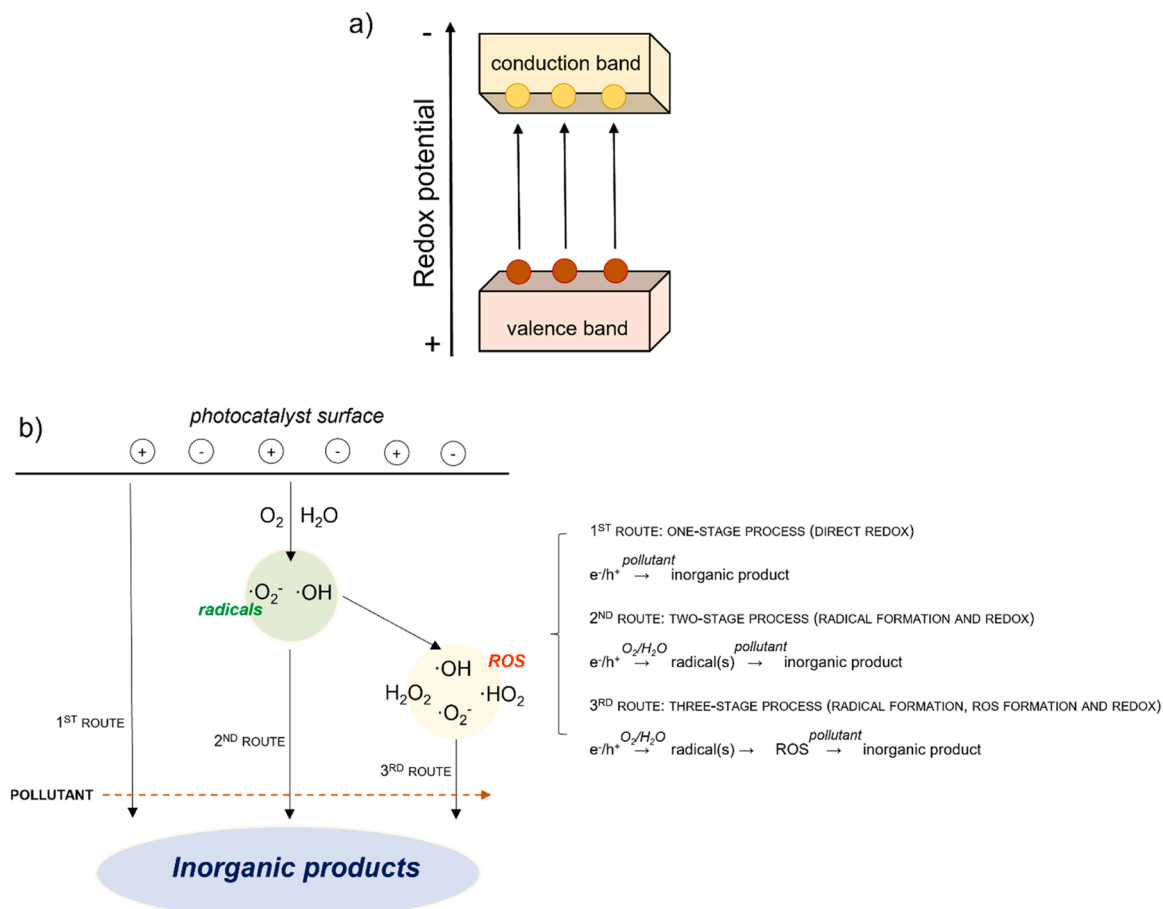 a)
-
conduction band
Redox potential
valence band
+
b)
photocatalyst surface
+ - + - + -
O₂ H₂O
·O₂⁻ ·OH
radicals
ROS
·OH
H₂O₂ ·HO₂
·O₂⁻
1ST ROUTE
2ND ROUTE
3RD ROUTE
POLLUTANT
Inorganic products
1ST ROUTE: ONE-STAGE PROCESS (DIRECT REDOX)
pollutant
e⁻/h⁺ → inorganic product
2ND ROUTE: TWO-STAGE PROCESS (RADICAL FORMATION AND REDOX)
O₂/H₂O pollutant
e⁻/h⁺ → radical(s) → inorganic product
3RD ROUTE: THREE-STAGE PROCESS (RADICAL FORMATION, ROS FORMATION AND REDOX)
O₂/H₂O pollutant
e⁻/h⁺ → radical(s) → ROS → inorganic product